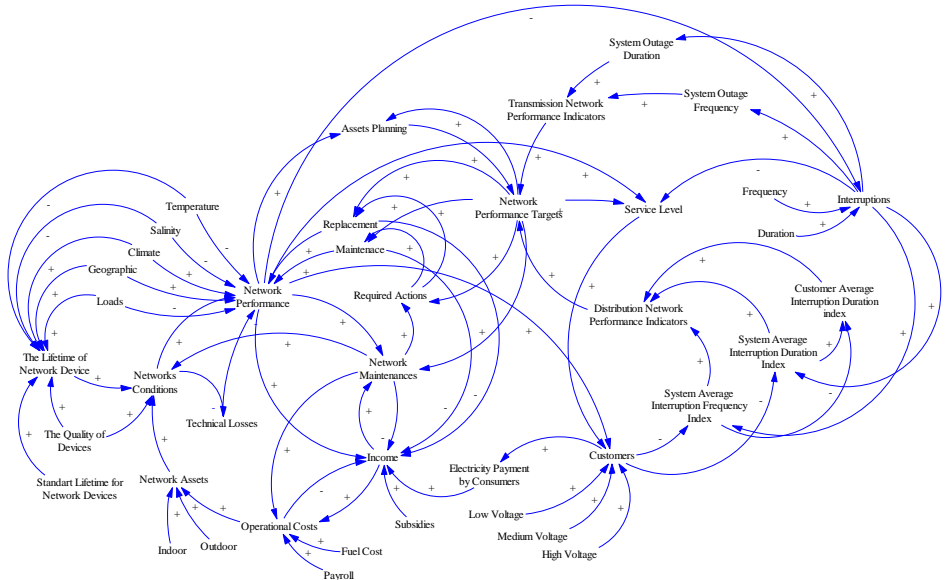 System Outage
Duration
Transmission Network
Performance Indicators
System Outage
Frequency
Assets Planning
Temperature
Salinity
Climate
Geographic
Loads
Replacement
Maintenace
Network
Performance Targets
Service Level
Frequency
Duration
Interruptions
Network
Performance
Required Actions
Distribution Network
Performance Indicators
Customer Average
Interruption Duration
index
System Average
Interruption Duration
Index
The Lifetime of
Network Device
Networks
Conditions
Network
Maintenances
System Average
Interruption Frequency
Index
Technical Losses
The Quality of
Devices
Standart Lifetime for
Network Devices
Network Assets
Income
Electricity Payment
by Consumers
Customers
Indoor
Outdoor
Operational Costs
Subsidies
Low Voltage
Medium Voltage
High Voltage
Fuel Cost
Payroll